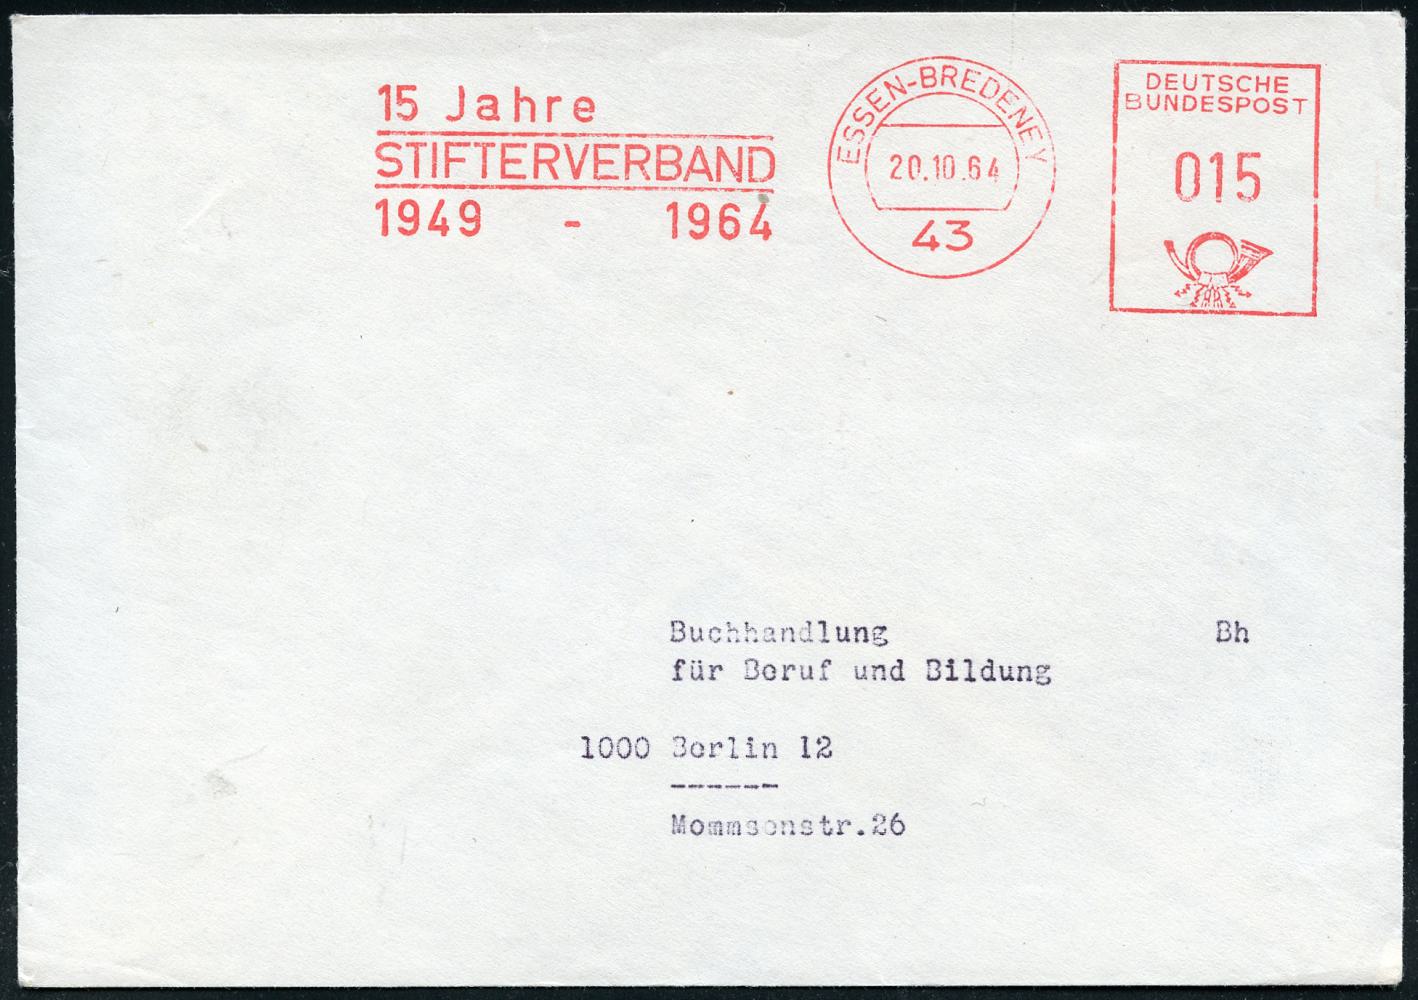 15 Jahre
STIFTERVERBAND
1949 - 1964
ESSEN-BREDENEY
20.10.64
43
DEUTSCHE
BUNDESPOST
015
Buchhandlung Bh
für Beruf und Bildung
1000 Berlin 12
Mommsenstr.26